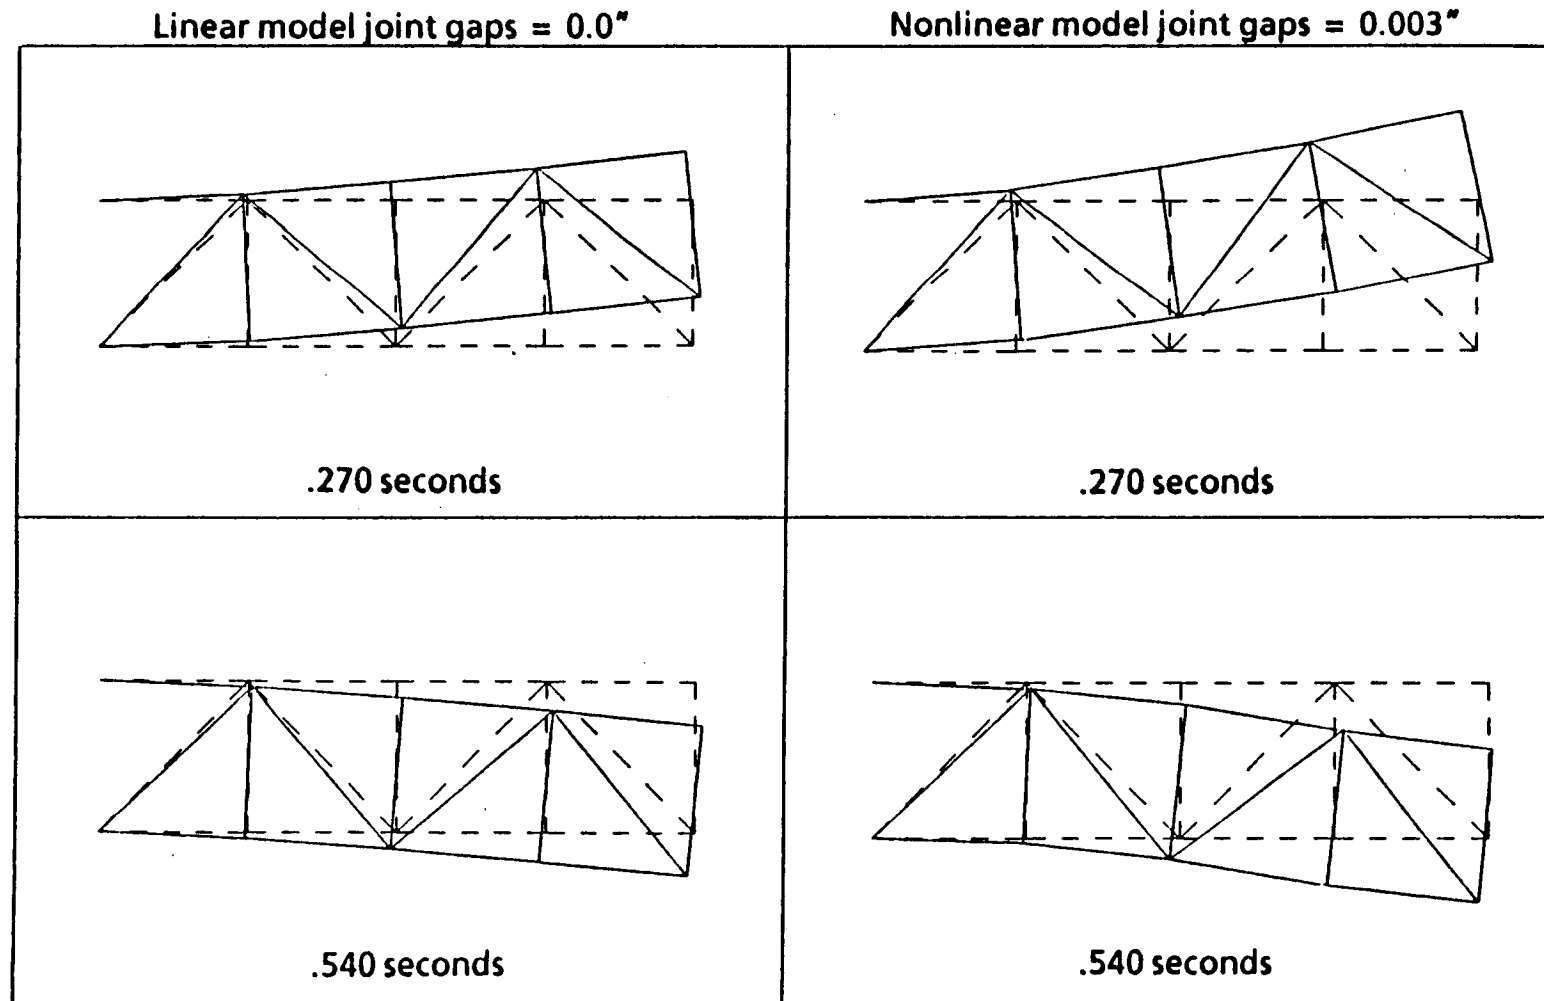 Linear model joint gaps = 0.0"
Nonlinear model joint gaps = 0.003"
.270 seconds
.270 seconds
.540 seconds
.540 seconds